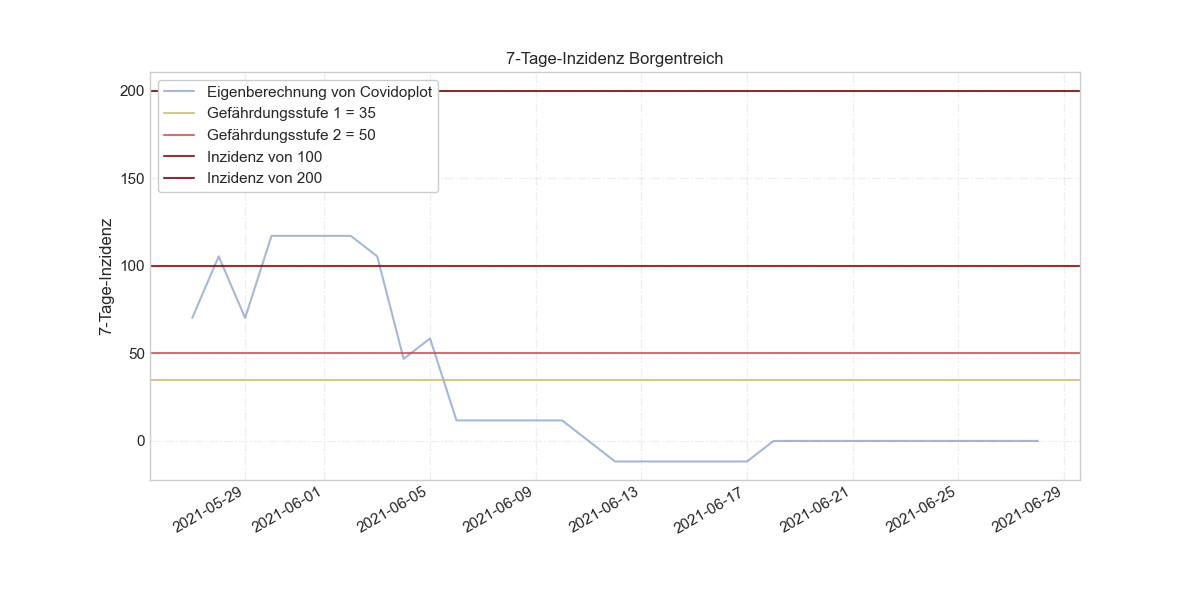 7-Tage-Inzidenz Borgentreich
Eigenberechnung von Covidoplot
Gefährdungsstufe 1 = 35
Gefährdungsstufe 2 = 50
Inzidenz von 100
Inzidenz von 200
7-Tage-Inzidenz
200
150
100
50
0
2021-05-29
2021-06-01
2021-06-05
2021-06-09
2021-06-13
2021-06-17
2021-06-21
2021-06-25
2021-06-29